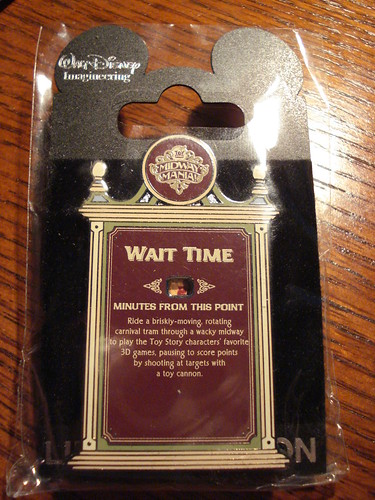 Walt Disney
Imagineering
MIDWAY
MANIA
WAIT TIME
MINUTES FROM THIS POINT
Ride a briskly-moving, rotating
carnival tram through a wacky midway
to play the Toy Story characters' favorite
3D games, pausing to score points
by shooting at targets with
a toy cannon.